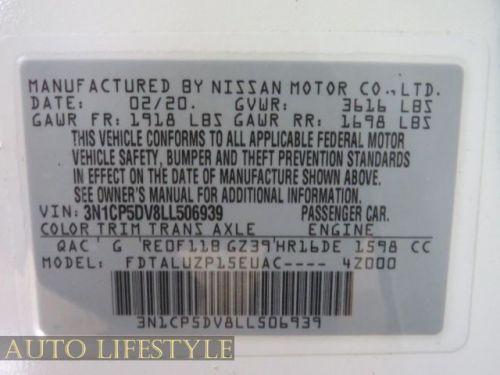 MANUFACTURED BY NISSAN MOTOR CO.,LTD.
DATE: 02/20. GVWR: 3616 LBS
GAWR FR: 1918 LBS GAWR RR: 1698 LBS
THIS VEHICLE CONFORMS TO ALL APPLICABLE FEDERAL MOTOR
VEHICLE SAFETY, BUMPER AND THEFT PREVENTION STANDARDS
IN EFFECT ON THE DATE OF MANUFACTURE SHOWN ABOVE.
SEE OWNER'S MANUAL FOR ADDITIONAL INFORMATION.
VIN: 3N1CP5DV8LL506939 PASSENGER CAR.
COLOR TRIM TRANS AXLE ENGINE
QAC' G 'RE0F11B GZ39'HR16DE 1598 CC
MODEL: FDTALUZP15EUAC---- 4Z000
3N1CP5DV8LL506939
AUTO LIFESTYLE